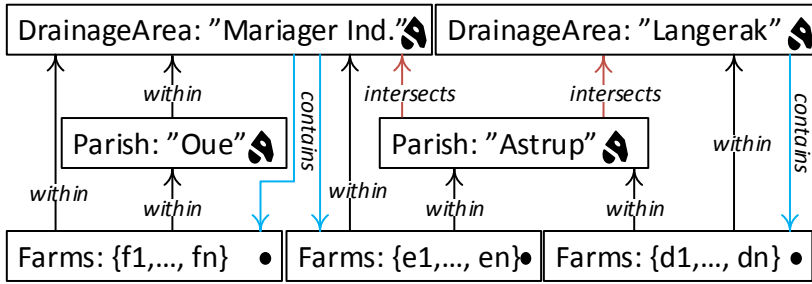 DrainageArea: ”Mariager Ind.”
DrainageArea: “Langerak”
within
intersects
intersects
contains
contains
Parish: ”Oue”
Parish: ”Astrup”
within
within
within
within
within
within
within
Farms: {f1,..., fn}
Farms: {e1,..., en}
Farms: {d1,..., dn}